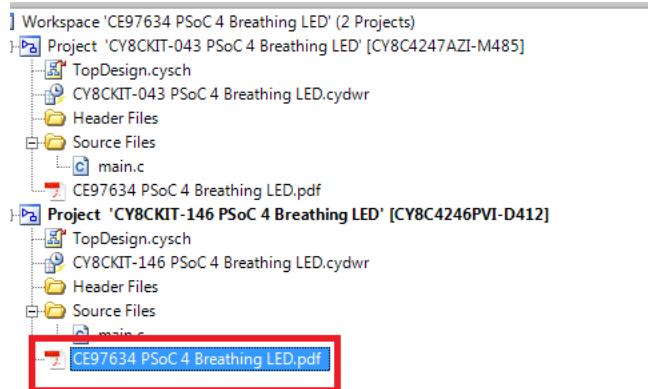 Workspace 'CE97634 PSoC 4 Breathing LED' (2 Projects)
Project 'CY8CKIT-043 PSoC 4 Breathing LED' [CY8C4247AZI-M485]
TopDesign.cysch
CY8CKIT-043 PSoC 4 Breathing LED.cydwr
Header Files
Source Files
main.c
CE97634 PSoC 4 Breathing LED.pdf
Project 'CY8CKIT-146 PSoC 4 Breathing LED' [CY8C4246PVI-D412]
TopDesign.cysch
CY8CKIT-146 PSoC 4 Breathing LED.cydwr
Header Files
Source Files
main.c
CE97634 PSoC 4 Breathing LED.pdf